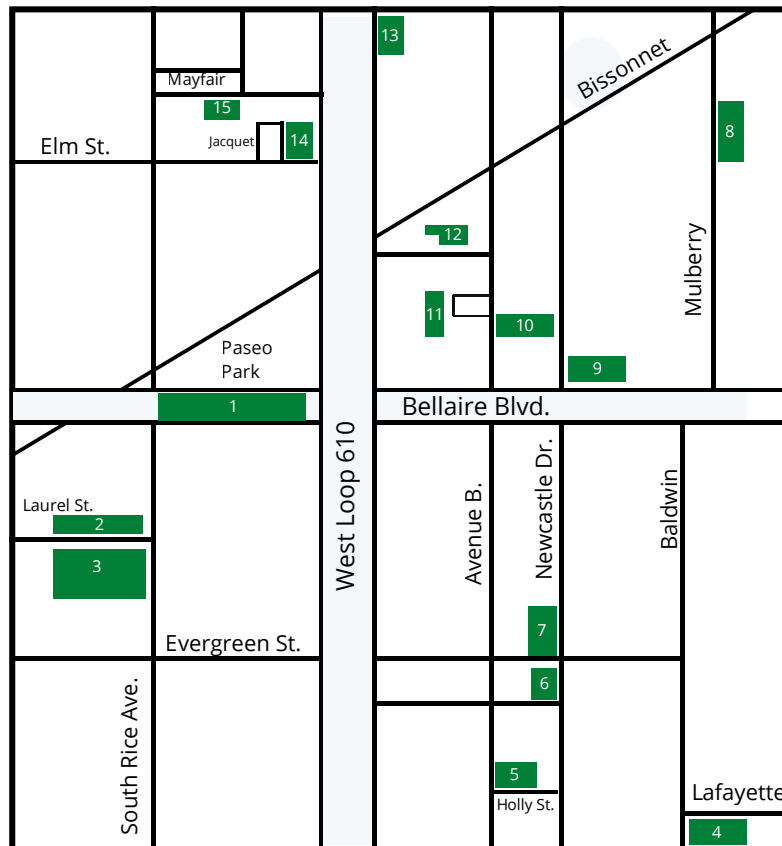 13
Mayfair
Bissonnet
15
Jacquet
14
8
Elm St.
12
Mulberry
11
10
Paseo
Park
9
1
Bellaire Blvd.
West Loop 610
Avenue B.
Newcastle Dr.
Baldwin
Laurel St.
2
3
7
Evergreen St.
6
South Rice Ave.
5
Holly St.
Lafayette
4